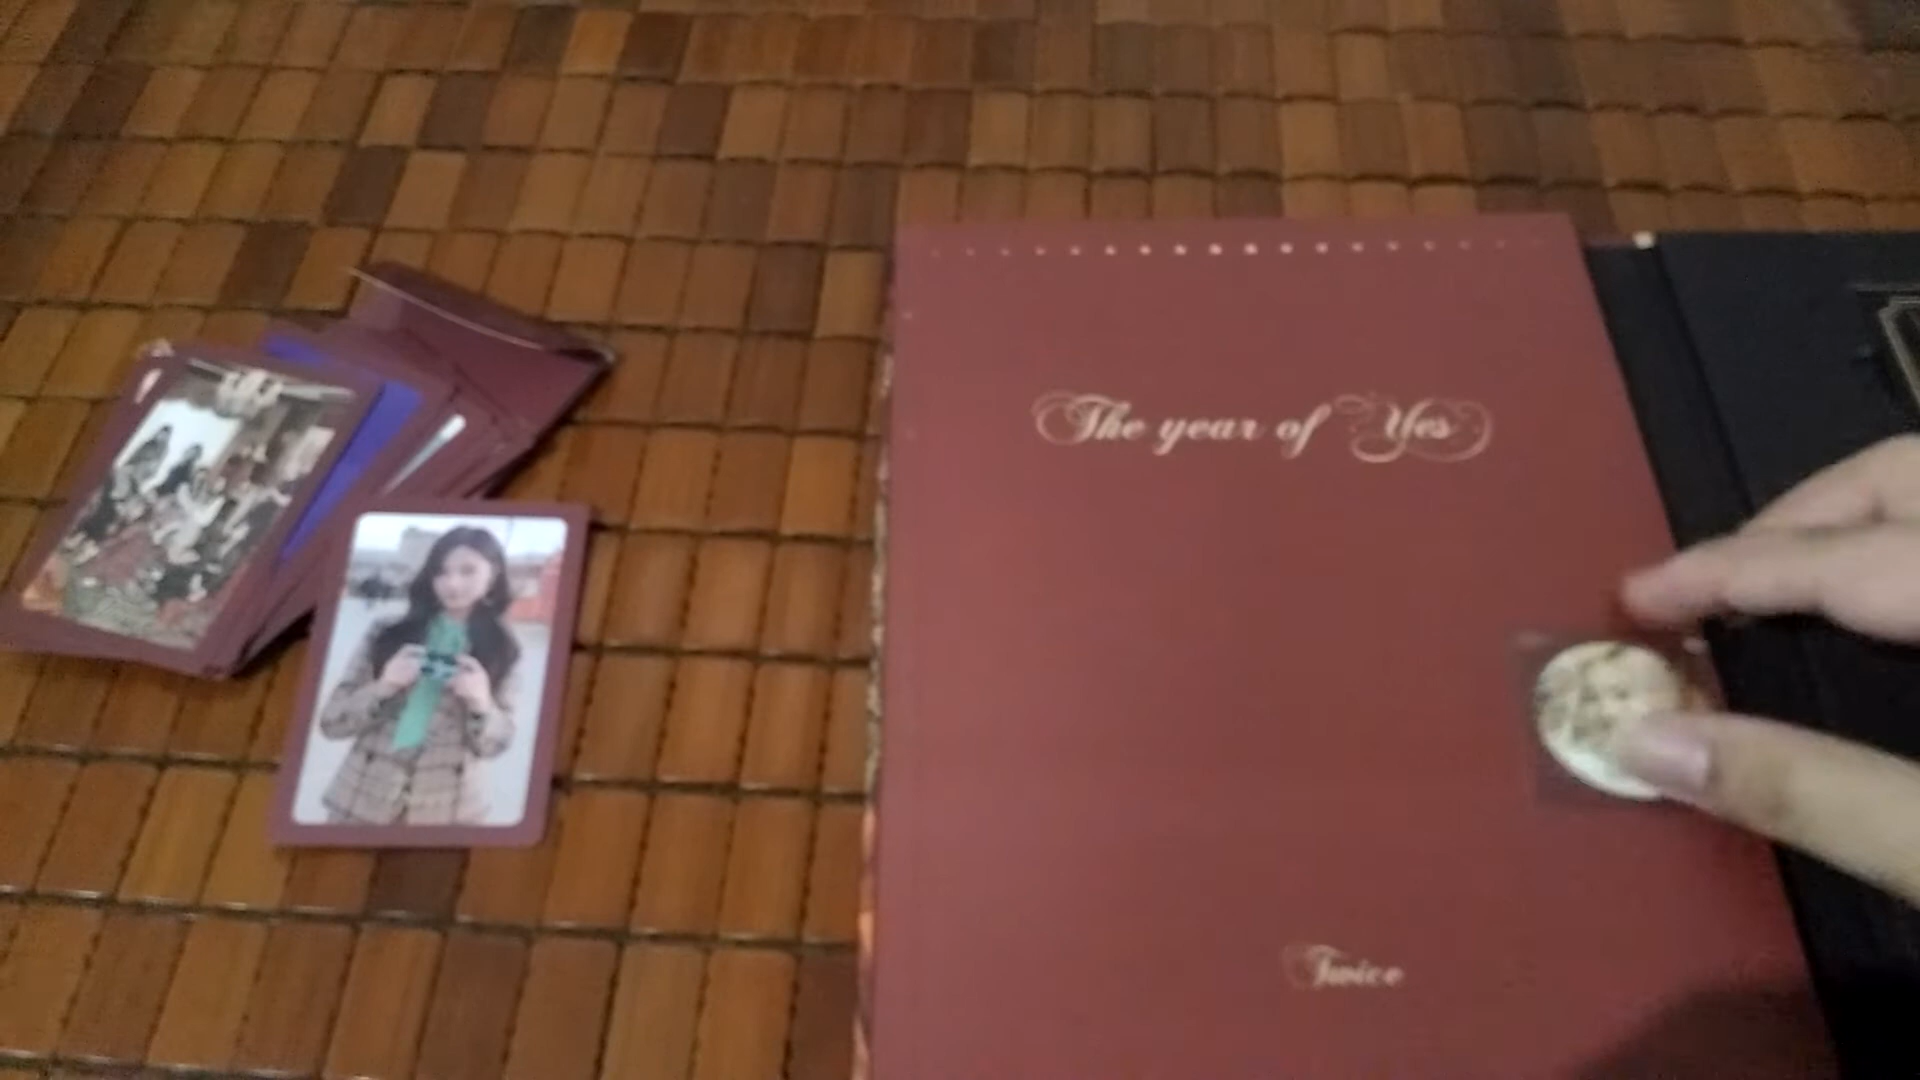 The year of Yes
Twice